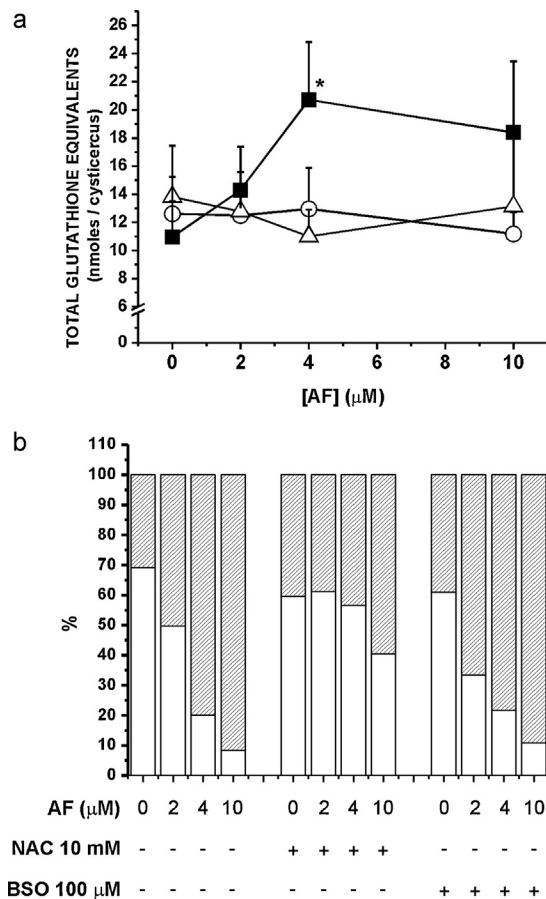 a
TOTAL GLUTATHIONE EQUIVALENTS
(nmoles / cysticercus)
26
24
22
20
18
16
14
12
10
8
6
0
*
0 2 4 6 8 10
[AF] (µM)
b
%
110
100
90
80
70
60
50
40
30
20
10
0
AF (µM) 0 2 4 10 0 2 4 10 0 2 4 10
NAC 10 mM - - - - + + + + - - - -
BSO 100 µM - - - - - - - - + + + +